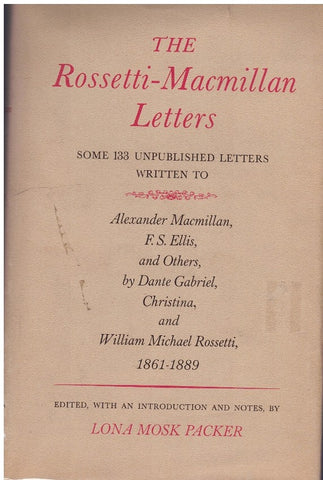 THE
Rossetti-Macmillan
Letters
SOME 133 UNPUBLISHED LETTERS
WRITTEN TO
Alexander Macmillan,
F. S. Ellis,
and Others,
by Dante Gabriel,
Christina,
and
William Michael Rossetti,
1861-1889
EDITED, WITH AN INTRODUCTION AND NOTES, BY
LONA MOSK PACKER